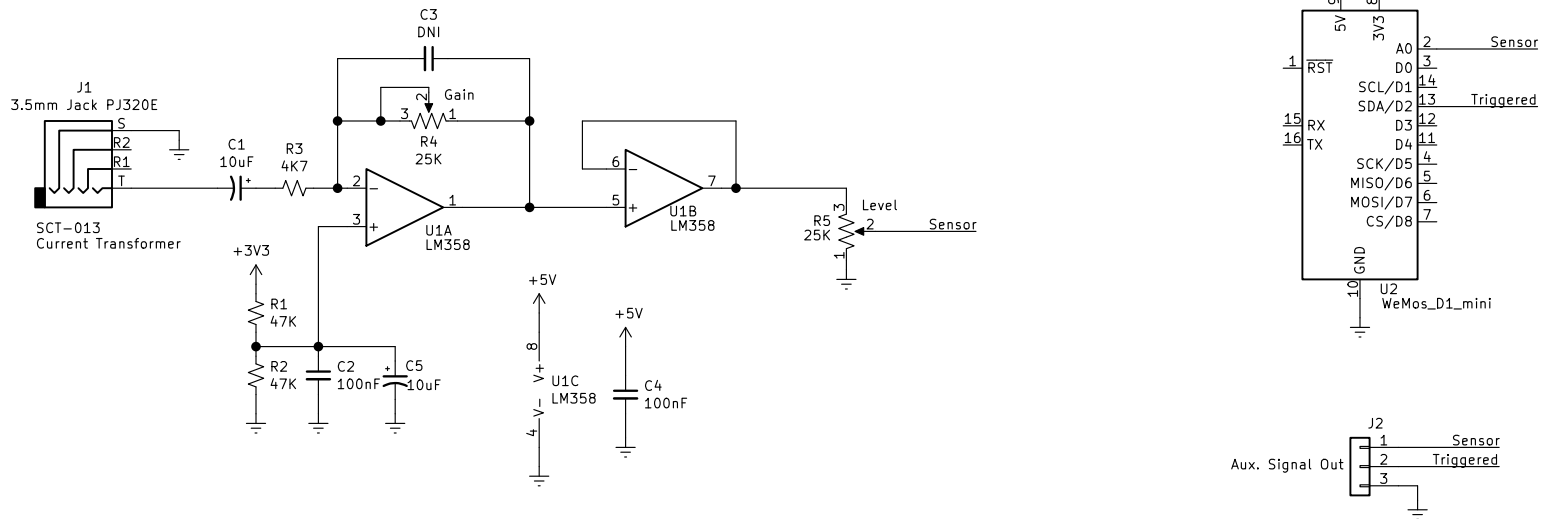 C3
DNI
2
Gain
3
1
R4
25K
J1
3.5mm Jack PJ320E
S
R2
R1
T
SCT-013
Current Transformer
C1
10uF
+
R3
4K7
2
−
3
+
1
U1A
LM358
6
−
5
+
7
U1B
LM358
3
Level
R5
25K
2
Sensor
1
+3V3
R1
47K
R2
47K
C2
100nF
+
C5
10uF
+5V
8
V+
U1C
LM358
V-
4
+5V
C4
100nF
9
8
5V
3V3
1
RST
15
RX
16
TX
A0
2
Sensor
D0
3
SCL/D1
14
SDA/D2
13
Triggered
D3
12
D4
11
SCK/D5
4
MISO/D6
5
MOSI/D7
6
CS/D8
7
GND
10
U2
WeMos_D1_mini
J2
Aux. Signal Out
1
Sensor
2
Triggered
3